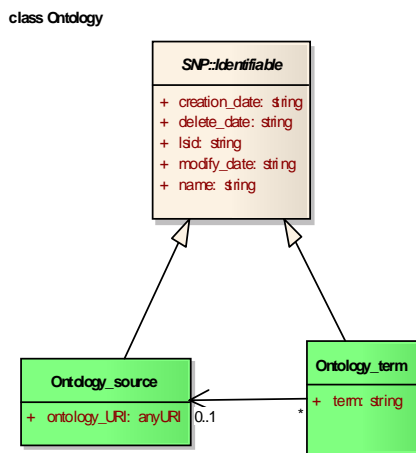 class Ontology
SNP::Identifiable
+ creation_date: string
+ delete_date: string
+ lsid: string
+ modify_date: string
+ name: string
Ontology_source
+ ontology_URI: anyURI
0..1
*
Ontology_term
+ term: string